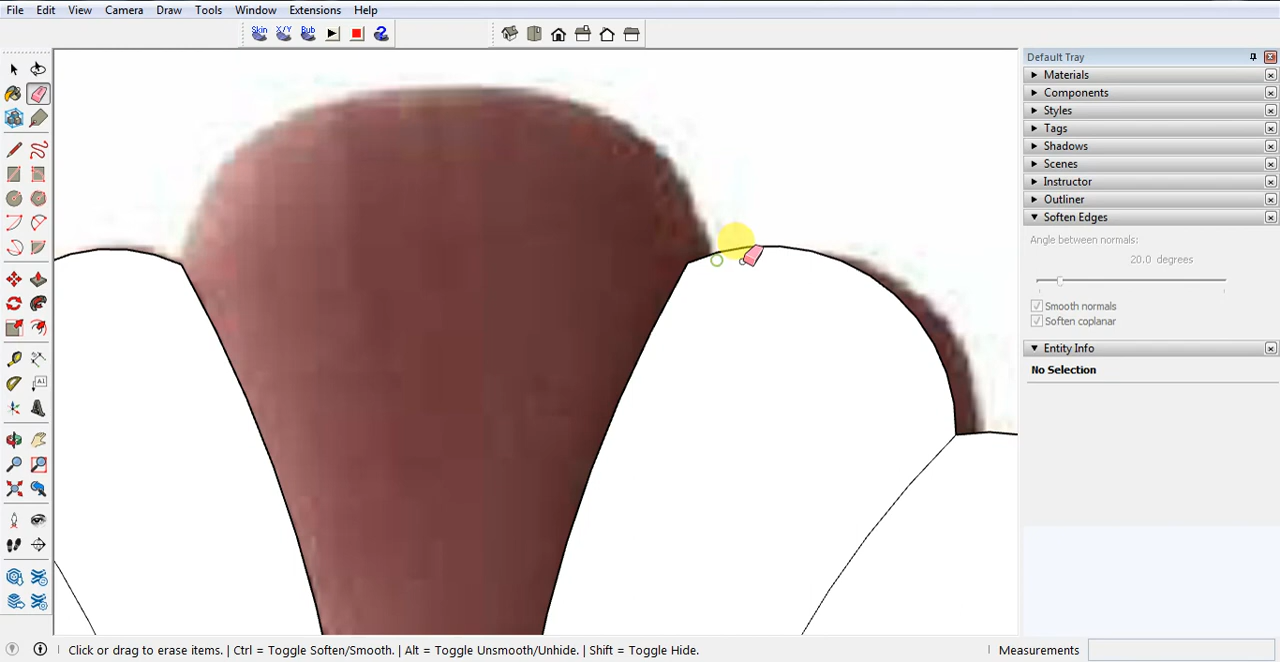 File Edit View Camera Draw Tools Window Extensions Help
Skin X/Y Bub
Default Tray
Materials
Components
Styles
Tags
Shadows
Scenes
Instructor
Outliner
Soften Edges
Angle between normals:
20.0 degrees
Smooth normals
Soften coplanar
Entity Info
No Selection
Click or drag to erase items. | Ctrl = Toggle Soften/Smooth. | Alt = Toggle Unsmooth/Unhide. | Shift = Toggle Hide. Measurements